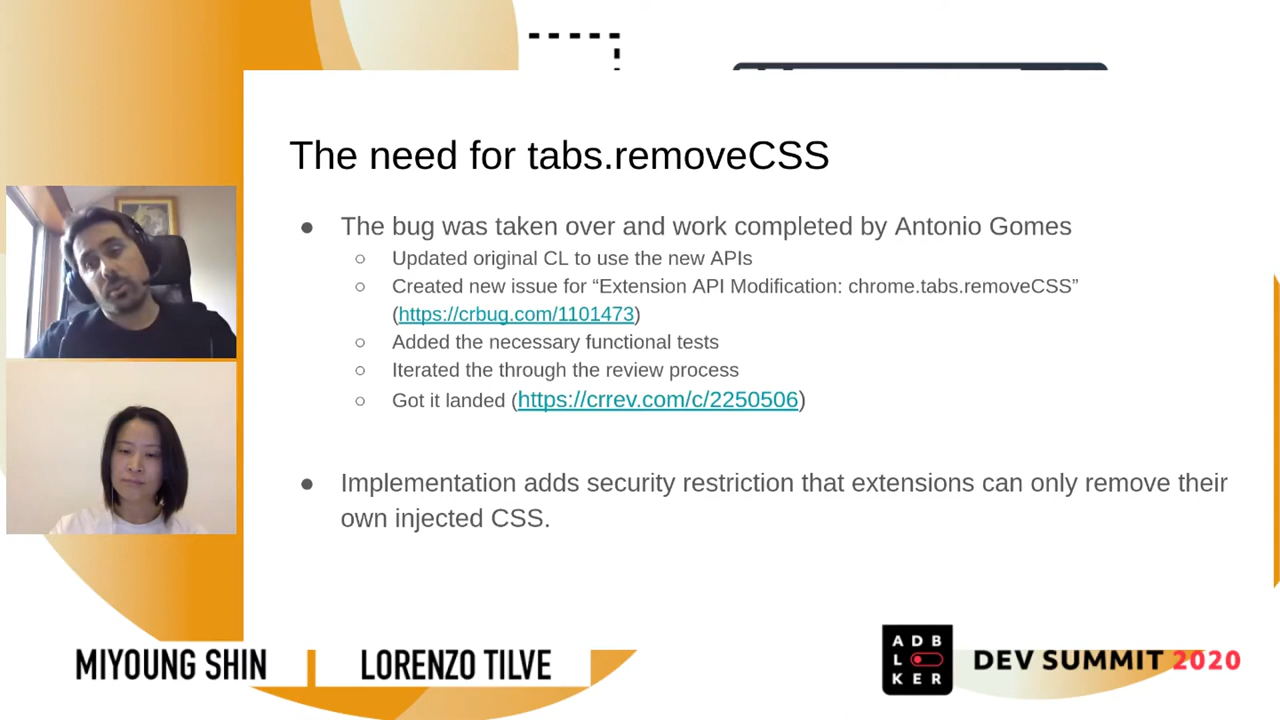 The need for tabs.removeCSS
● The bug was taken over and work completed by Antonio Gomes
○ Updated original CL to use the new APIs
○ Created new issue for “Extension API Modification: chrome.tabs.removeCSS”
(https://crbug.com/1101473)
○ Added the necessary functional tests
○ Iterated the through the review process
○ Got it landed (https://crrev.com/c/2250506)
● Implementation adds security restriction that extensions can only remove their
own injected CSS.
MIYOUNG SHIN
LORENZO TILVE
ADB
L KER
DEV SUMMIT 2020